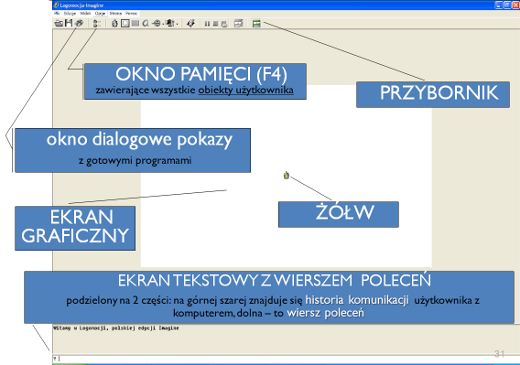 Logomocja Imagine
OKNO PAMIĘCI (F4)
zawierające wszystkie obiekty użytkownika
PRZYBORNIK
okno dialogowe pokazy
z gotowymi programami
ŻÓŁW
EKRAN
GRAFICZNY
EKRAN TEKSTOWY Z WIERSZEM POLECEŃ
podzielony na 2 części: na górnej szarej znajduje się historia komunikacji użytkownika z
komputerem, dolna – to wiersz poleceń
Witamy w Logomocji, polskiej edycji Imagine
?
31